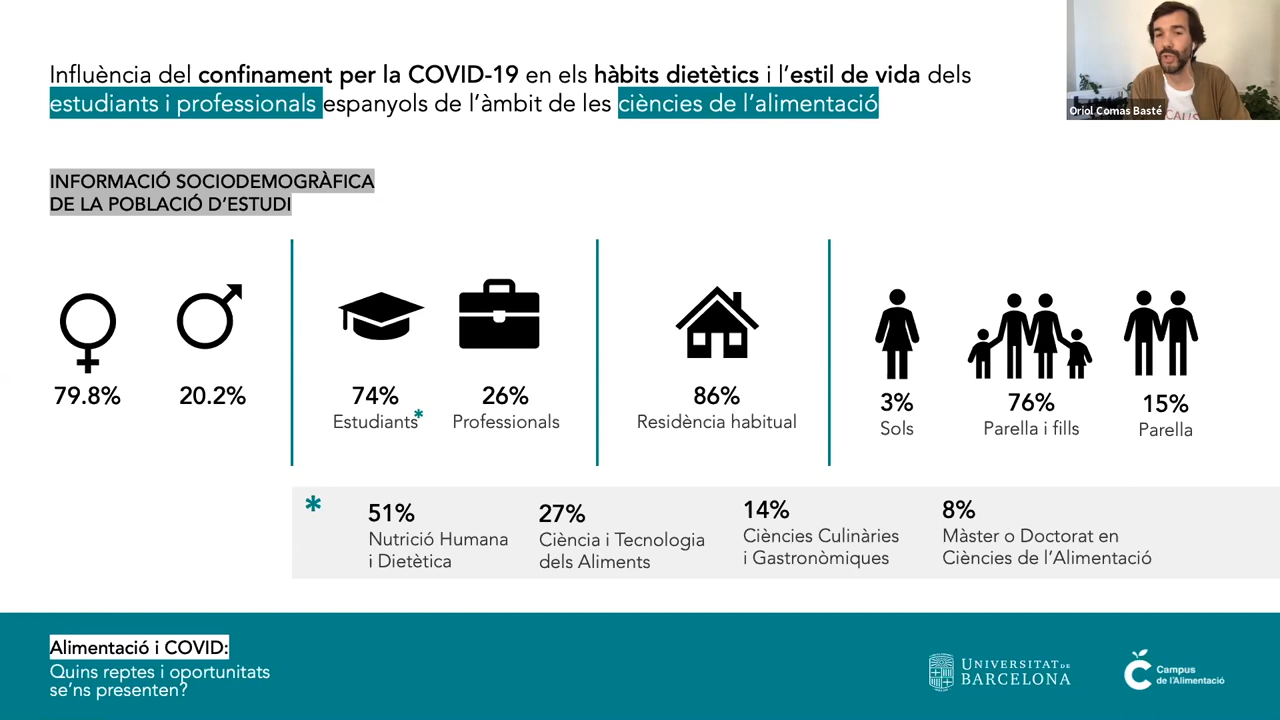 Influència del confinament per la COVID-19 en els hàbits dietètics i l'estil de vida dels
estudiants i professionals espanyols de l'àmbit de les ciències de l'alimentació
Oriol Comas Basté
CAUS
INFORMACIÓ SOCIODEMOGRÀFICA
DE LA POBLACIÓ D'ESTUDI
79.8%
20.2%
74%
Estudiants*
26%
Professionals
86%
Residència habitual
3%
Sols
76%
Parella i fills
15%
Parella
*
51%
Nutrició Humana
i Dietètica
27%
Ciència i Tecnologia
dels Aliments
14%
Ciències Culinàries
i Gastronòmiques
8%
Màster o Doctorat en
Ciències de l'Alimentació
Alimentació i COVID:
Quins reptes i oportunitats
se'ns presenten?
UNIVERSITAT DE
BARCELONA
Campus
de l'Alimentació